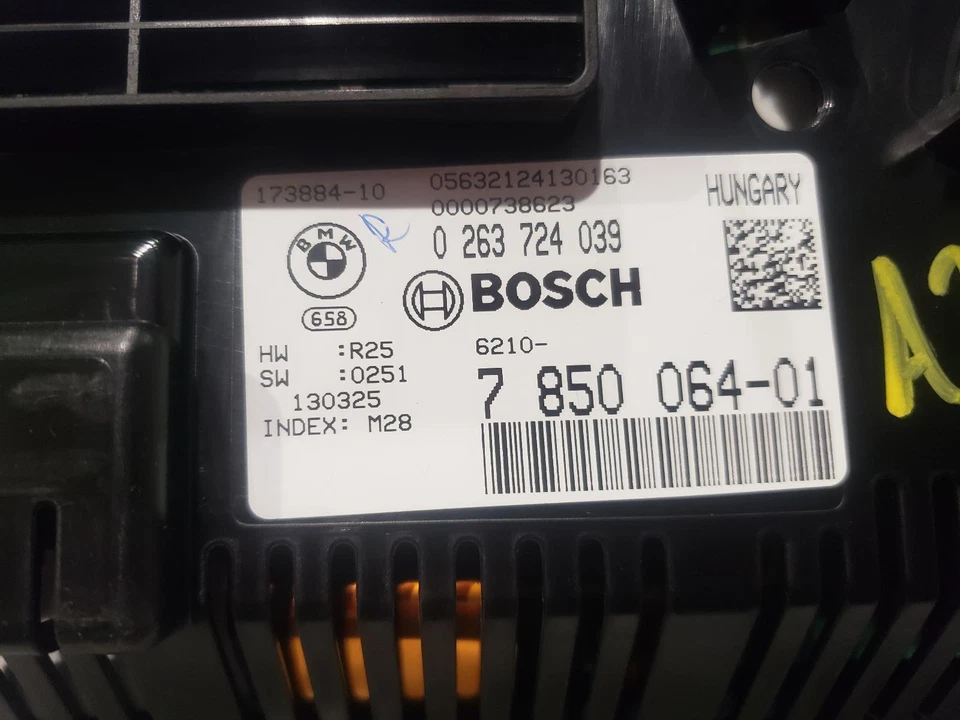 173884-10
05632124130163
0000738623
HUNGARY
BMW
R
0 263 724 039
BOSCH
658
HW :R25
SW :0251
130325
INDEX: M28
6210-
7 850 064-01
A2